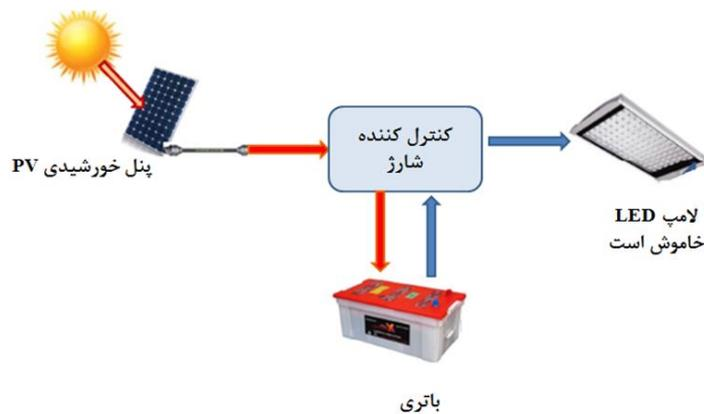 کنترل کننده
شارژ
پنل خورشیدی PV
لامپ LED
خاموش است
باتری